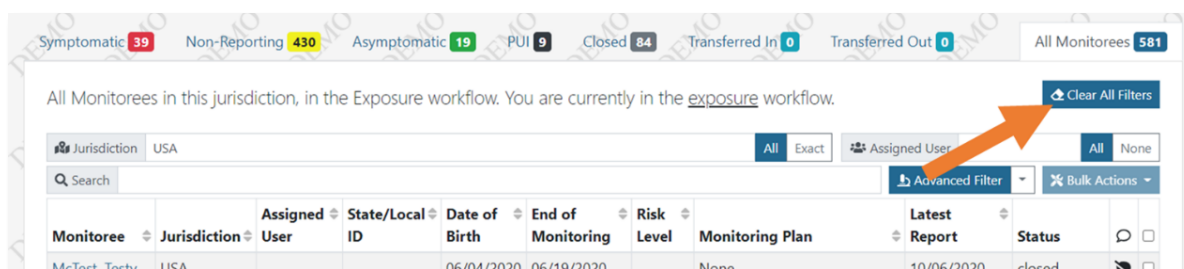 Symptomatic 39 Non-Reporting 430 Asymptomatic 19 PUI 9 Closed 84 Transferred In 0 Transferred Out 0 All Monitorees 581
All Monitorees in this jurisdiction, in the Exposure workflow. You are currently in the exposure workflow.
Clear All Filters
Jurisdiction USA All Exact Assigned User All None
Search Advanced Filter Bulk Actions
Monitoree Jurisdiction Assigned User State/Local ID Date of Birth End of Monitoring Risk Level Monitoring Plan Latest Report Status
McTest, Testy USA 06/04/2020 06/19/2020 None 10/06/2020 closed
DEMO